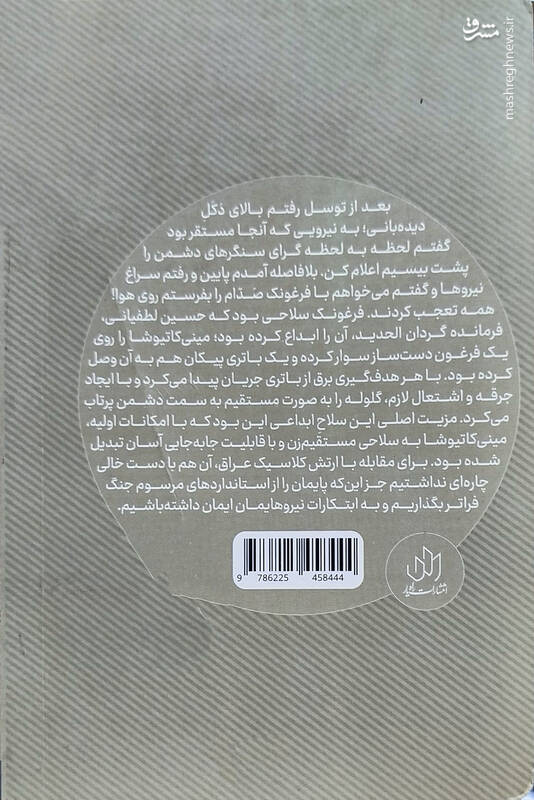 مشرق
mashreghnews.ir
بعد از توسل رفتم بالای دکل
دیده‌بانی؛ به نیرویی که آنجا مستقر بود
گفتم لحظه به لحظه گرای سنگرهای دشمن را
پشت بیسیم اعلام کن. بلافاصله آمدم پایین و رفتم سراغ
نیروها و گفتم می‌خواهم با فرغونک صدّام را بفرستم روی هوا!
همه تعجب کردند. فرغونک سلاحی بود که حسین لطفیانی،
فرمانده گردان الحدید، آن را ابداع کرده بود؛ مینی‌کاتیوشا را روی
یک فرغون دست‌ساز سوار کرده و یک باتری پیکان هم به آن وصل
کرده بود. با هر هدف‌گیری برق از باتری جریان پیدا می‌کرد و با ایجاد
جرقه و اشتعال لازم، گلوله را به صورت مستقیم به سمت دشمن پرتاب
می‌کرد. مزیت اصلی این سلاح ابداعی این بود که با امکانات اولیه،
مینی‌کاتیوشا به سلاحی مستقیم‌زن و با قابلیت جابه‌جایی آسان تبدیل
شده بود. برای مقابله با ارتش کلاسیک عراق، آن هم با دست خالی
چاره‌ای نداشتیم جز این‌که پایمان را از استانداردهای مرسوم جنگ
فراتر بگذاریم و به ابتکارات نیروهایمان ایمان داشته‌باشیم.
9 786225 458444
انتشارات راه‌یار